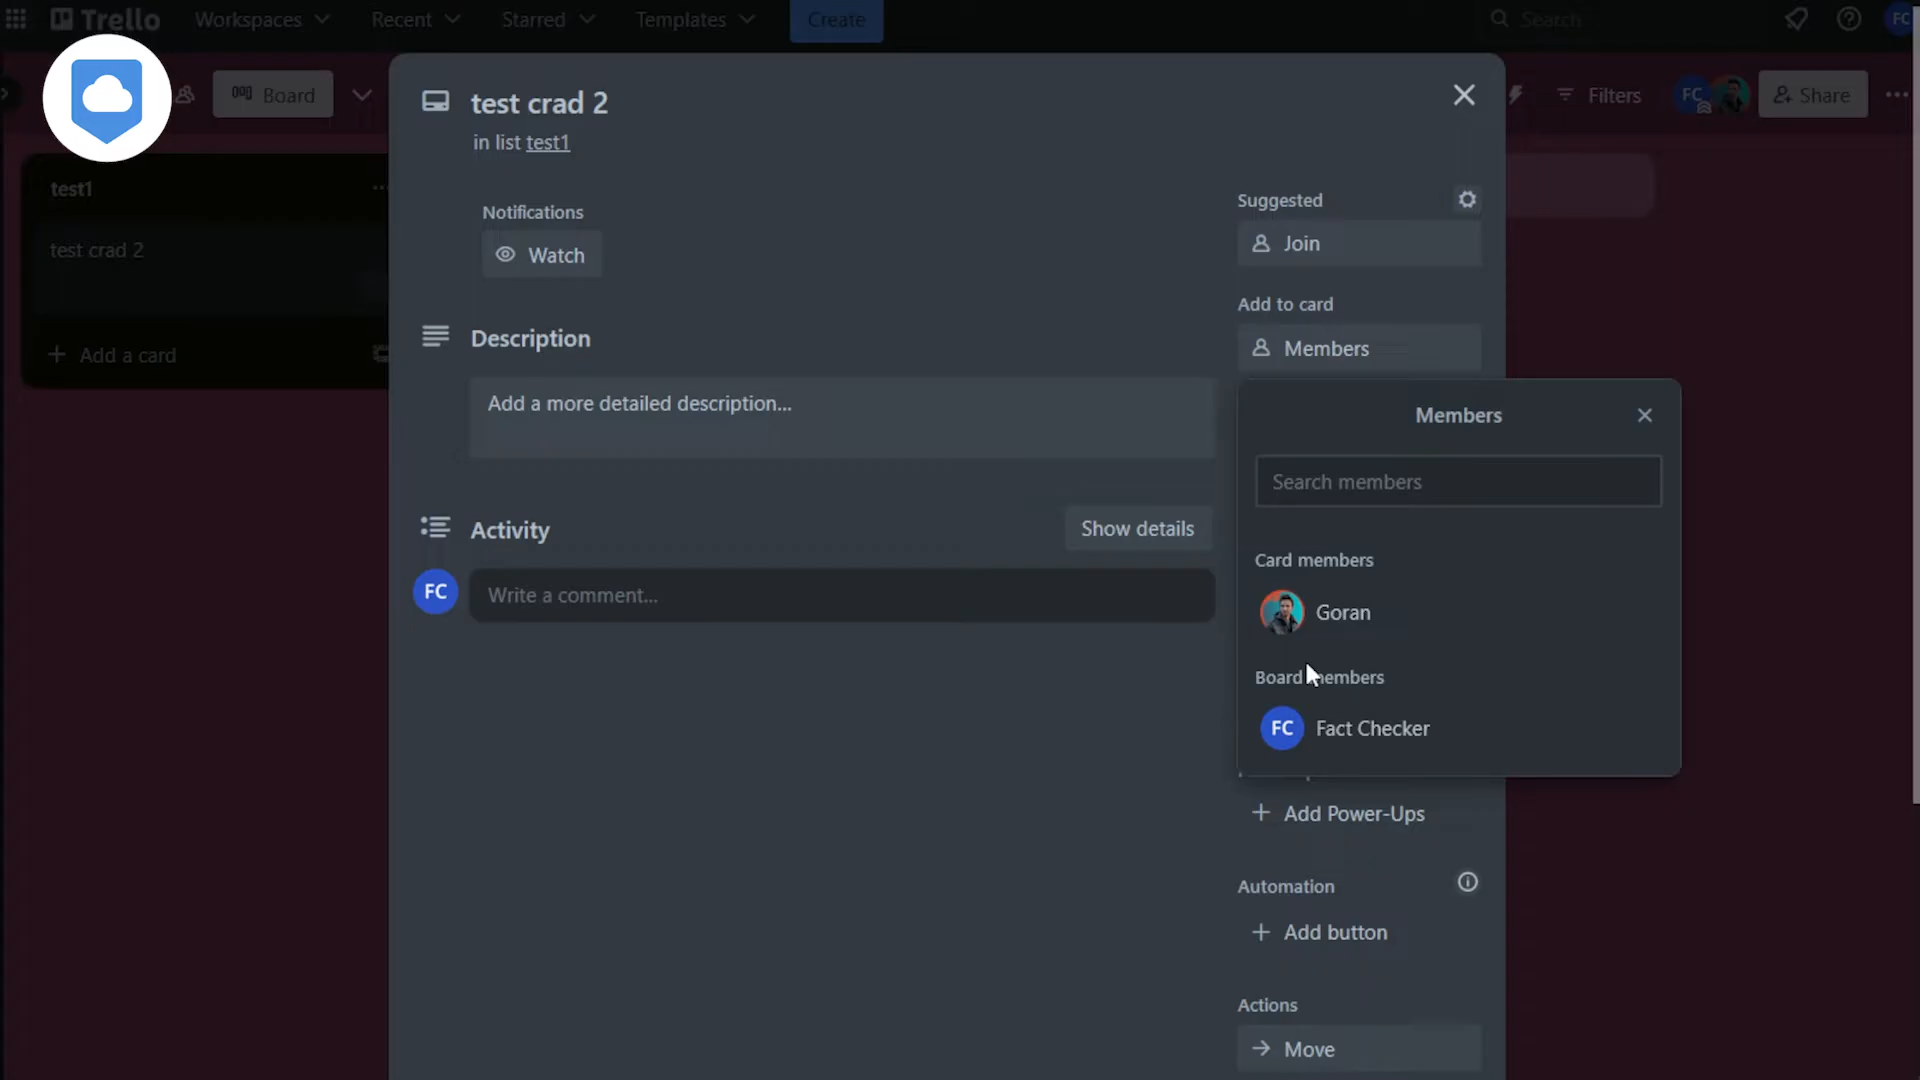 Trello
Workspaces
Recent
Starred
Templates
Create
Search
FC
Board
Filters
FC
Share
test1
test crad 2
Add a card
test crad 2
in list test1
Notifications
Watch
Description
Add a more detailed description...
Activity
Show details
FC
Write a comment...
Suggested
Join
Add to card
Members
Members
Search members
Card members
Goran
Board members
FC
Fact Checker
Add Power-Ups
Automation
Add button
Actions
Move